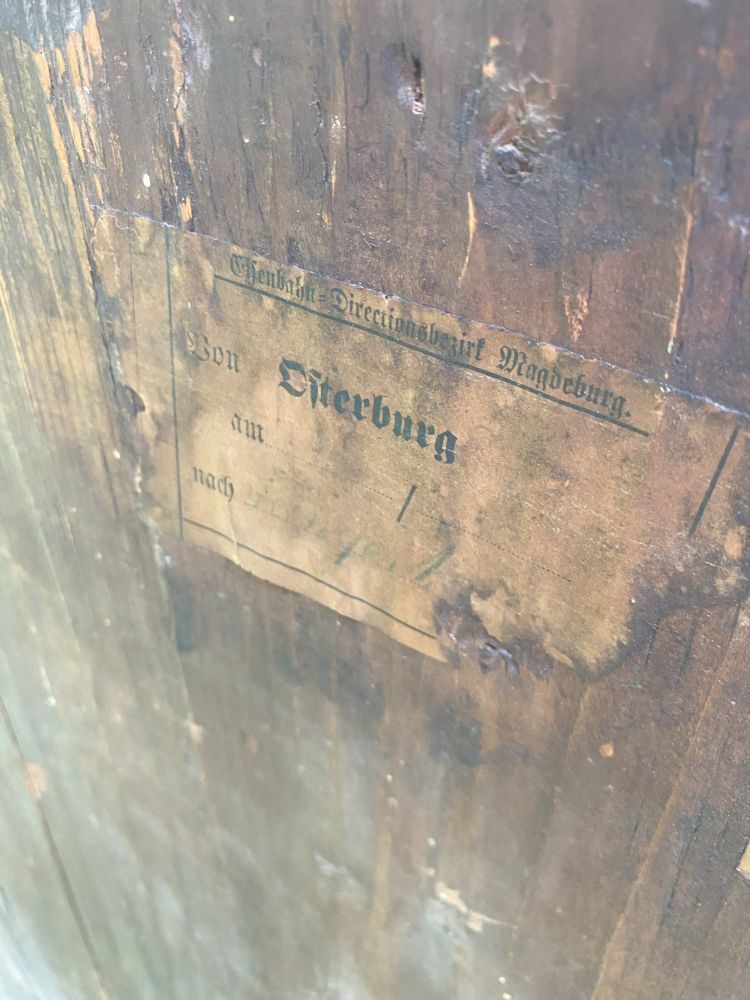 Eisenbahn-Directionsbezirk Magdeburg.
Von Osterburg
am /
nach